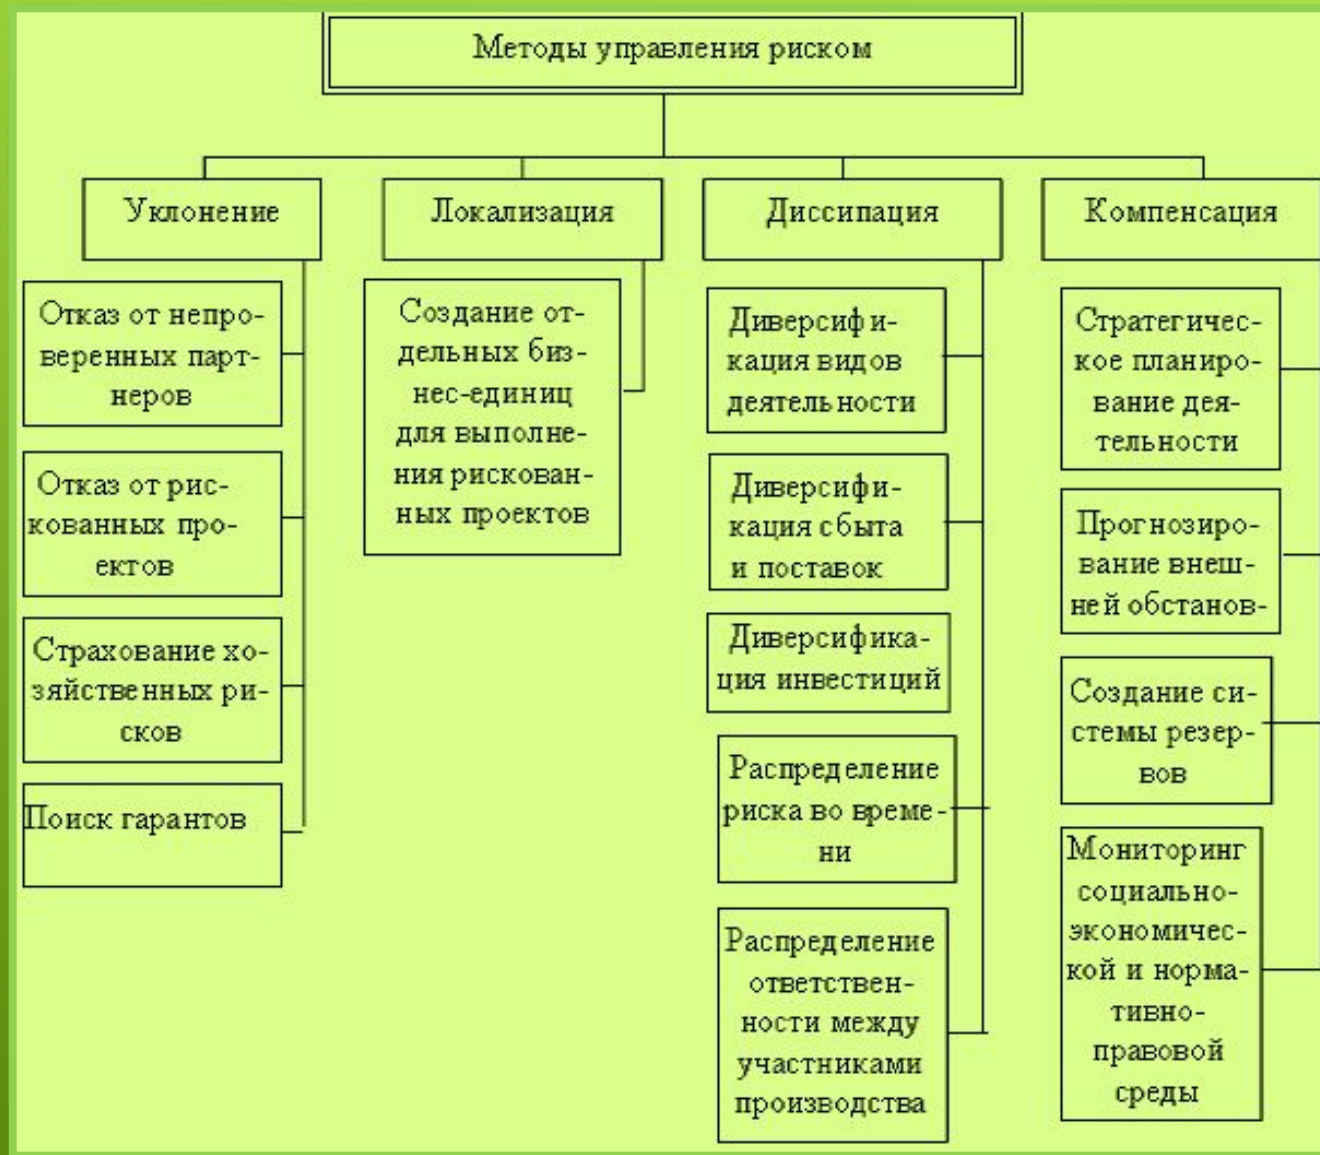 Методы управления риском
Уклонение
Отказ от непро-
веренных парт-
неров
Отказ от рис-
кованных про-
ектов
Страхование хо-
зяйственных ри-
сков
Поиск гарантов
Локализация
Создание от-
дельных биз-
нес-единиц
для выполне-
ния рискован-
ных проектов
Диссипация
Диверсифи-
кация видов
деятельности
Диверсифи-
кация сбыта
и поставок
Диверсифика-
ция инвестиций
Распределение
риска во време-
ни
Распределение
ответствен-
ности между
участниками
производства
Компенсация
Стратегичес-
кое планиро-
вание дея-
тельности
Прогнозиро-
вание внеш-
ней обстанов-
Создание си-
стемы резер-
вов
Мониторинг
социально-
экономичес-
кой и норма-
тивно-
правовой
среды